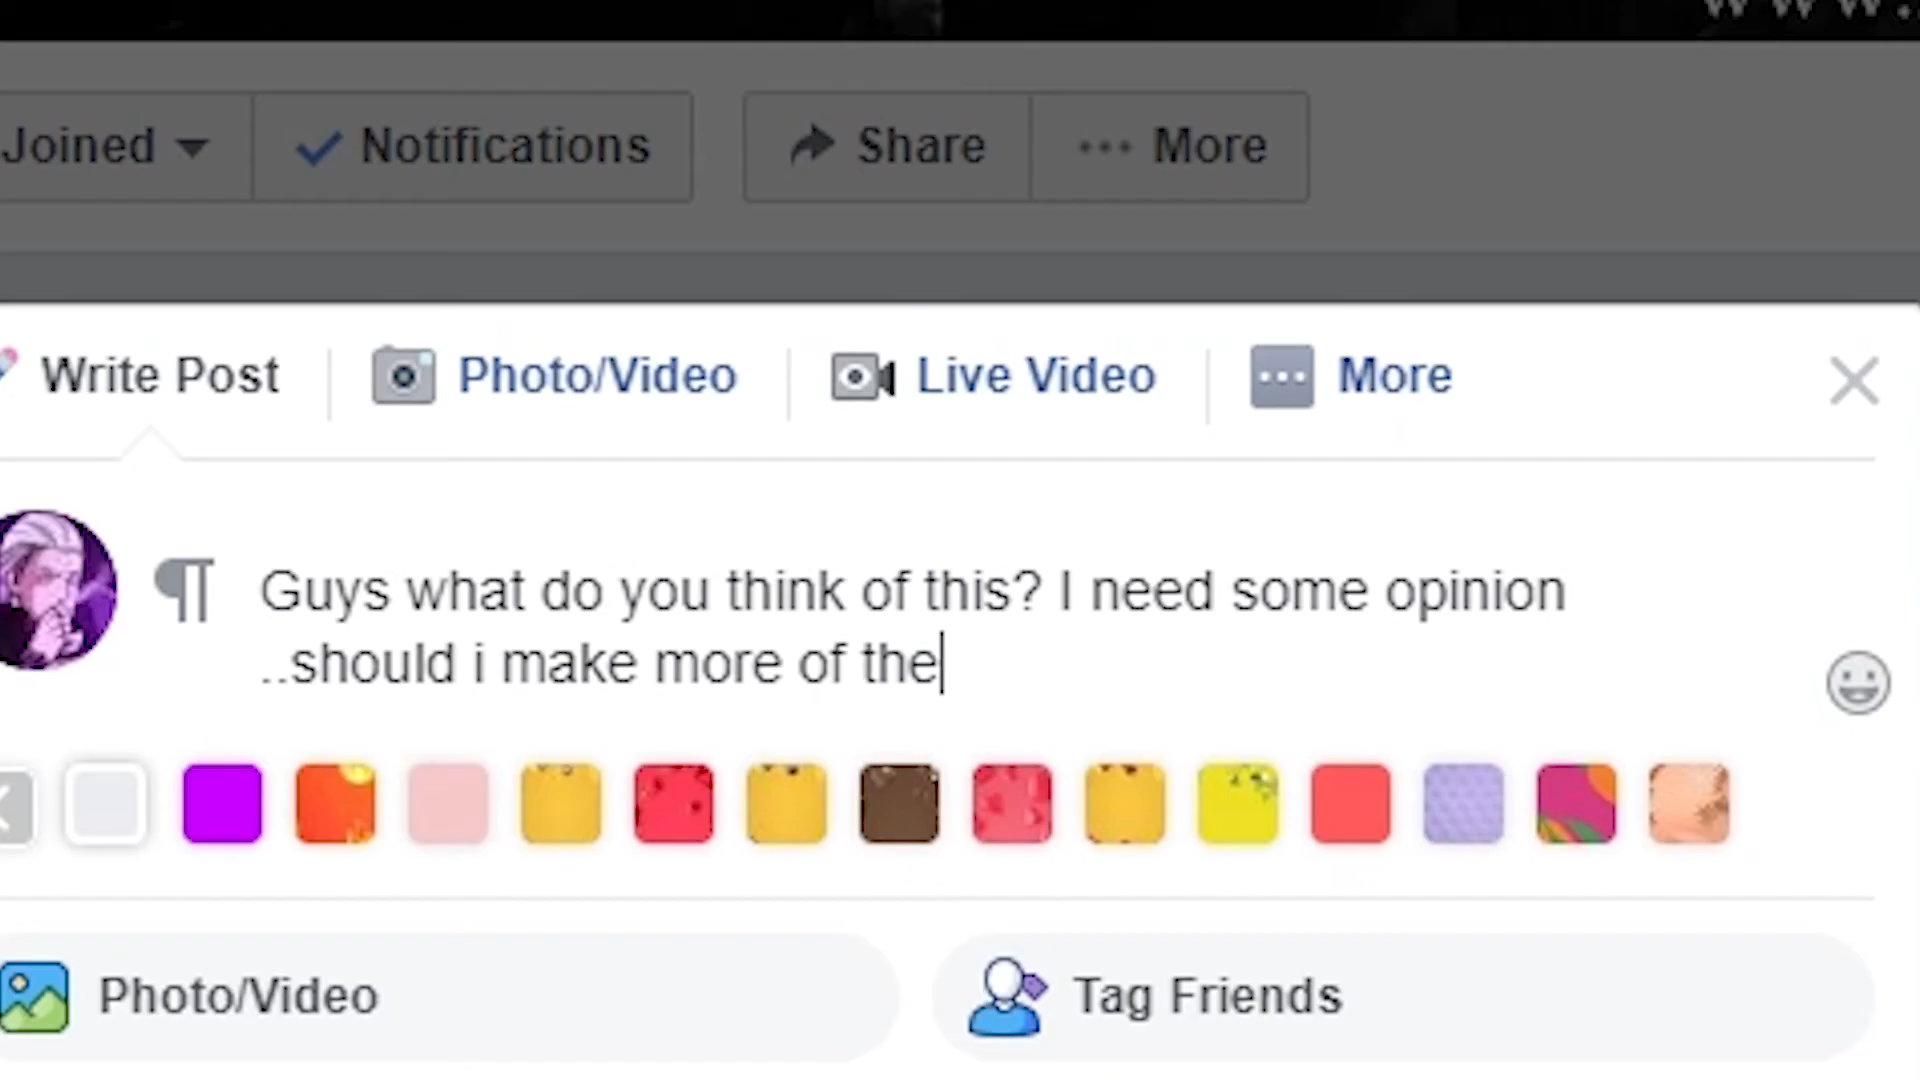 Joined Notifications Share More
Write Post Photo/Video Live Video More
Guys what do you think of this? I need some opinion
..should i make more of the
Photo/Video Tag Friends